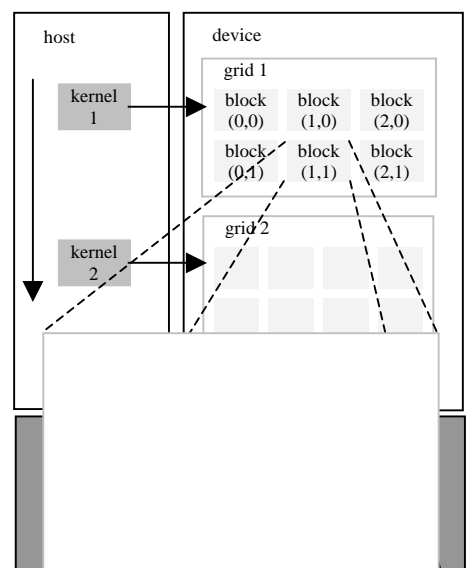 host
device
grid 1
kernel
1
block
(0,0)
block
(1,0)
block
(2,0)
block
(0,1)
block
(1,1)
block
(2,1)
grid 2
kernel
2